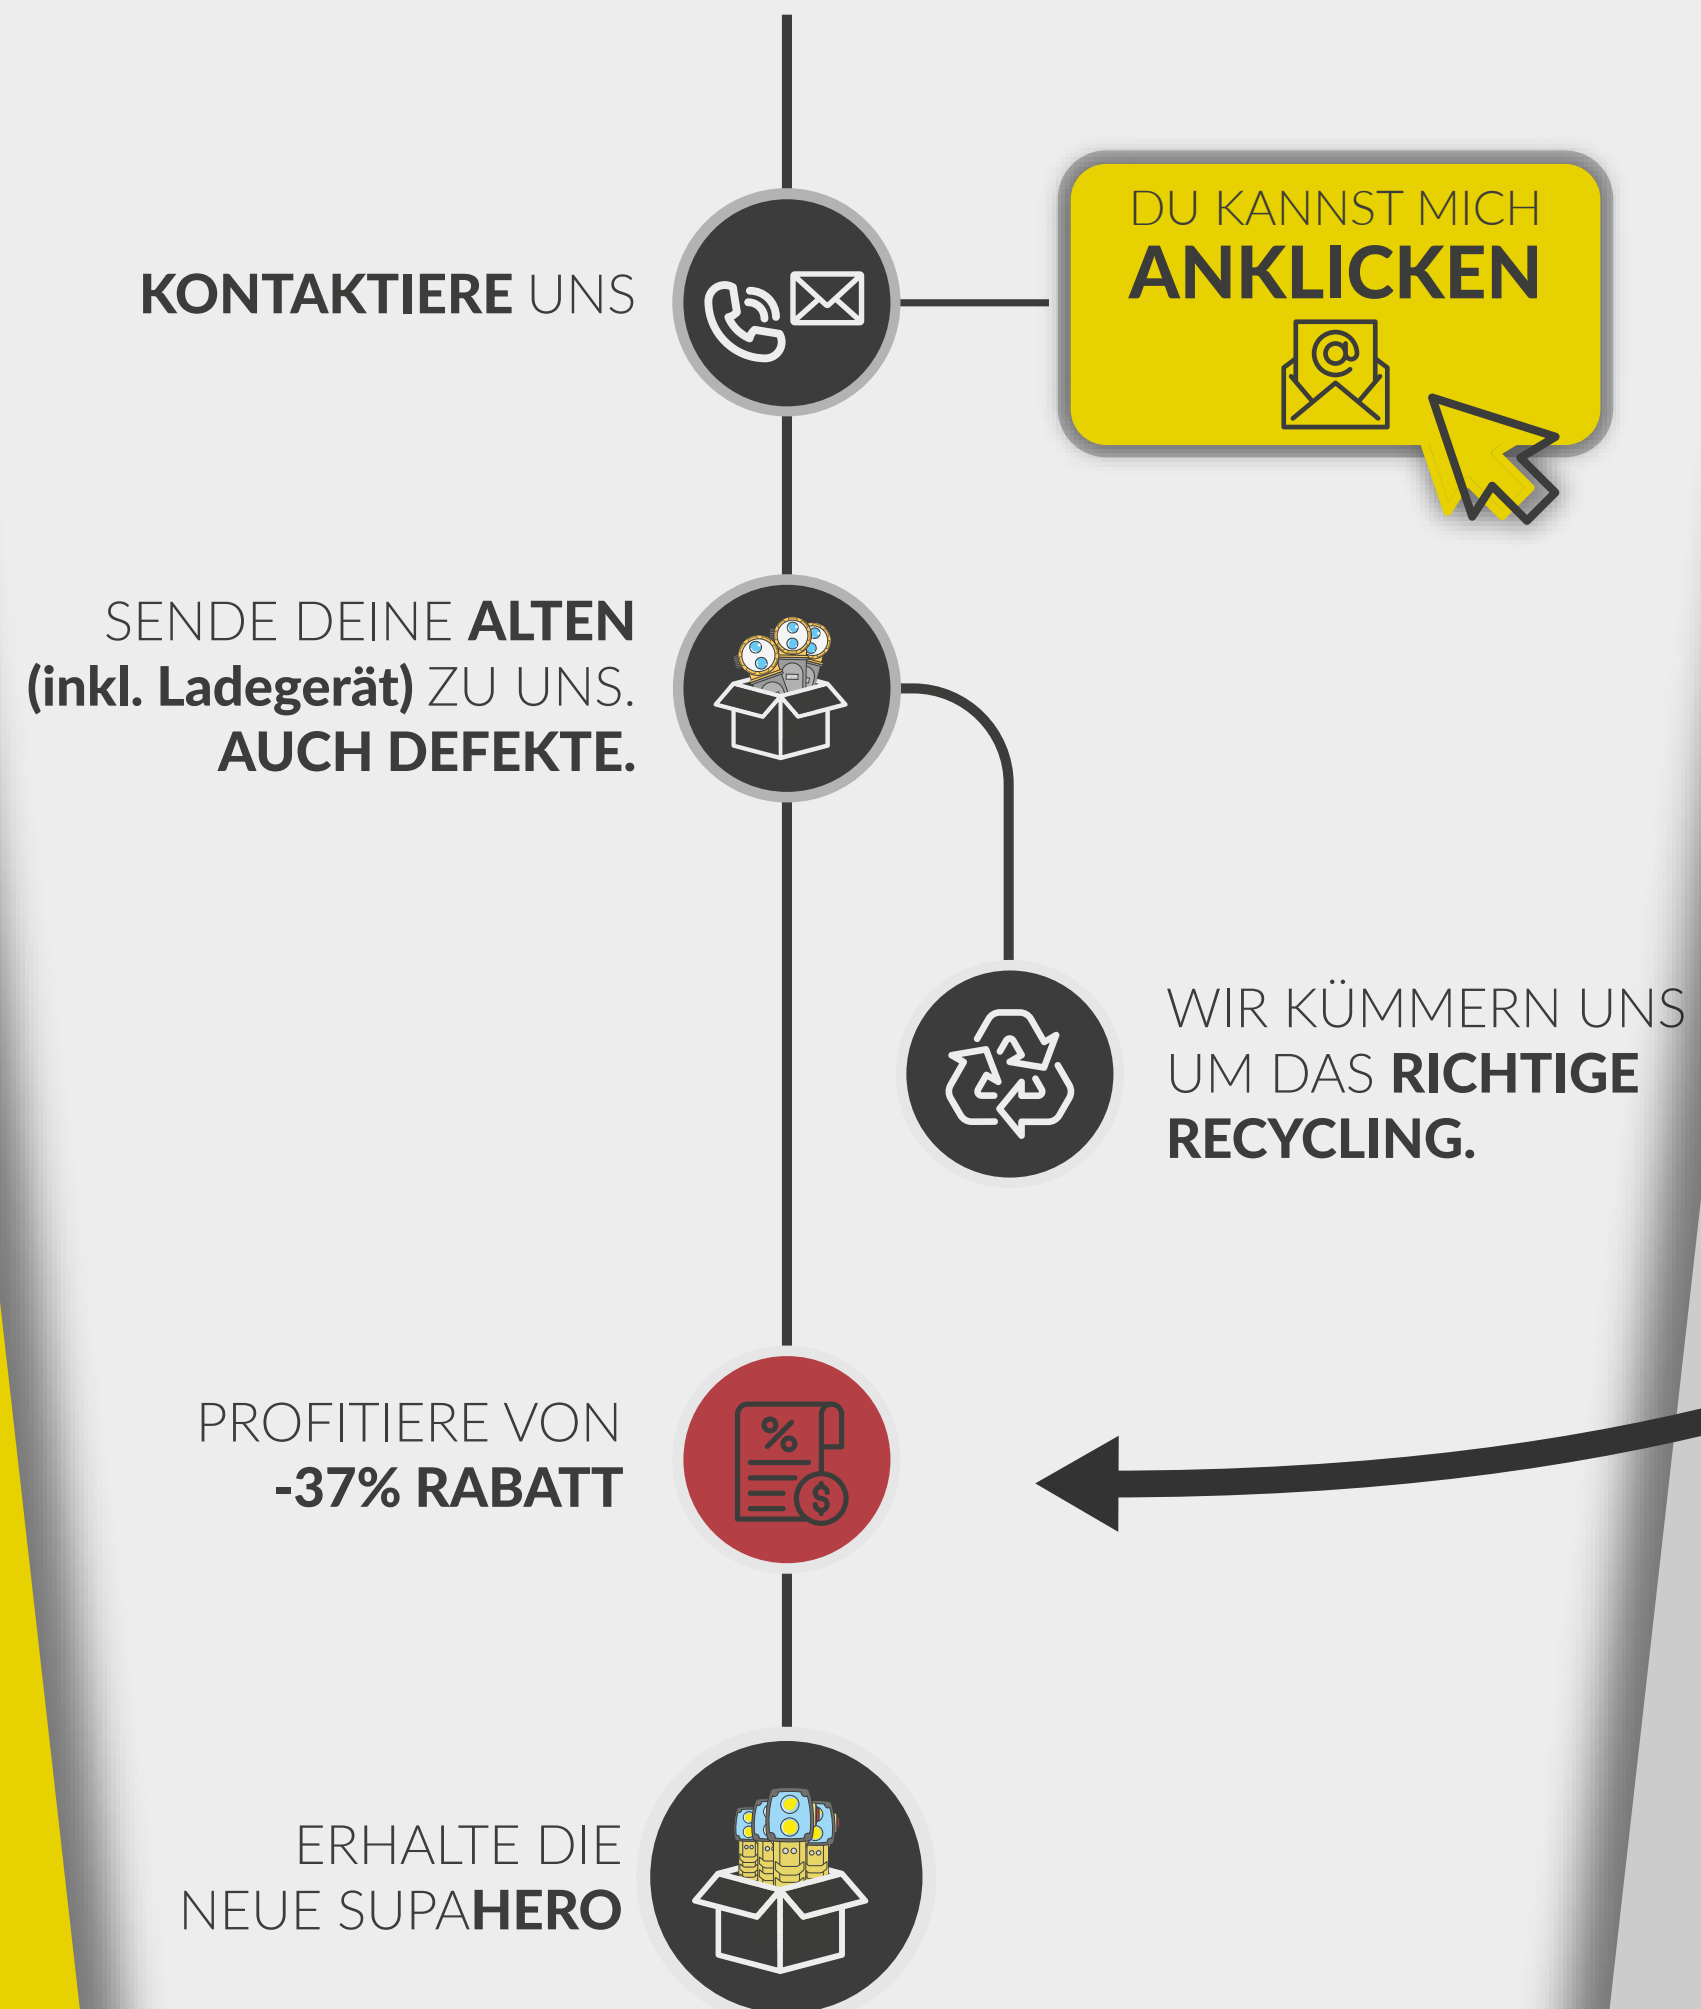 DU KANNST MICH
ANKLICKEN
KONTAKTIERE UNS
SENDE DEINE ALTEN
(inkl. Ladegerät) ZU UNS.
AUCH DEFEKTE.
WIR KÜMMERN UNS
UM DAS RICHTIGE
RECYCLING.
PROFITIERE VON
-37% RABATT
ERHALTE DIE
NEUE SUPAHERO